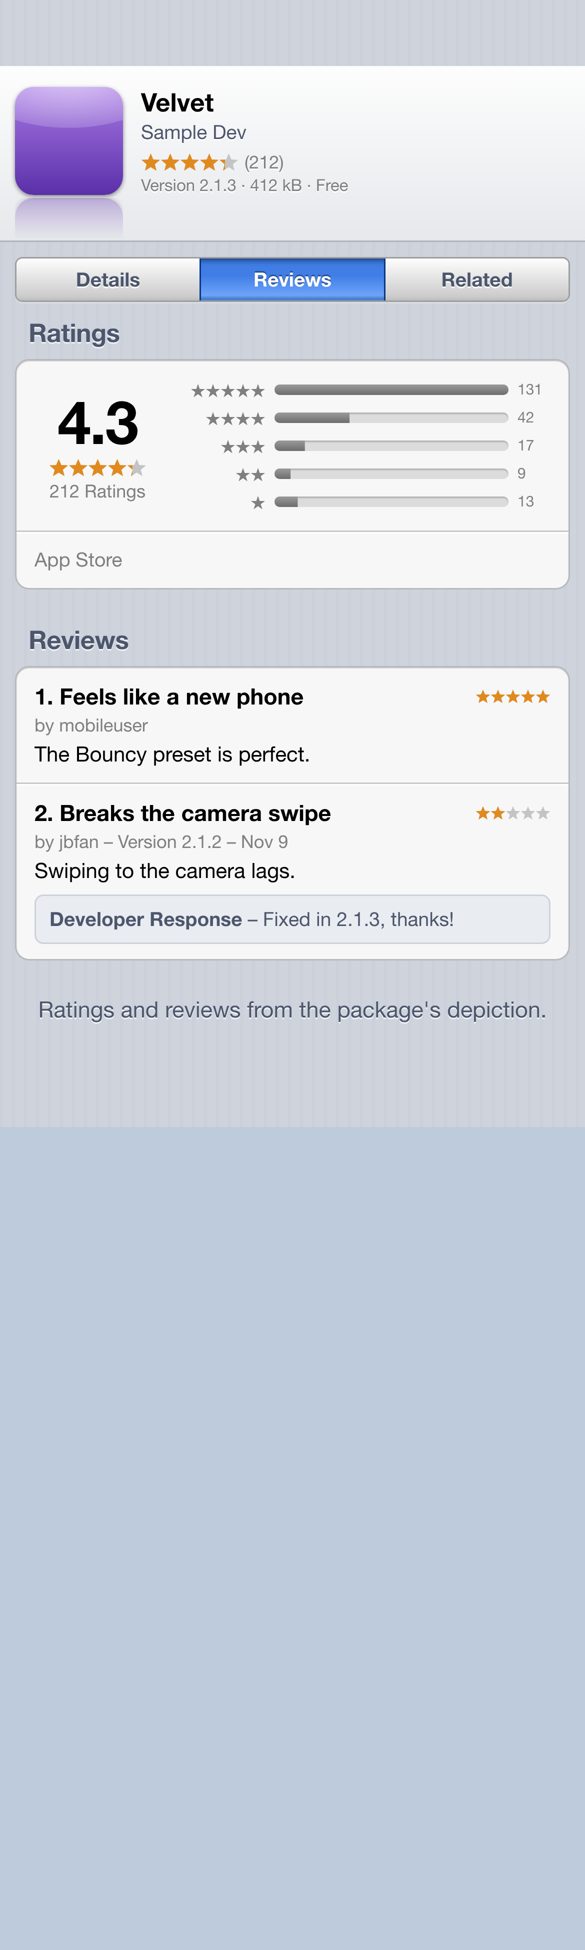 Velvet
Sample Dev
★★★★★ (212)
Version 2.1.3 · 412 kB · Free
Details Reviews Related
Ratings
4.3
212 Ratings
★★★★★ 131
★★★★ 42
★★★ 17
★★ 9
★ 13
App Store
Reviews
1. Feels like a new phone ★★★★★
by mobileuser
The Bouncy preset is perfect.
2. Breaks the camera swipe ★★★★★
by jbfan – Version 2.1.2 – Nov 9
Swiping to the camera lags.
Developer Response – Fixed in 2.1.3, thanks!
Ratings and reviews from the package's depiction.